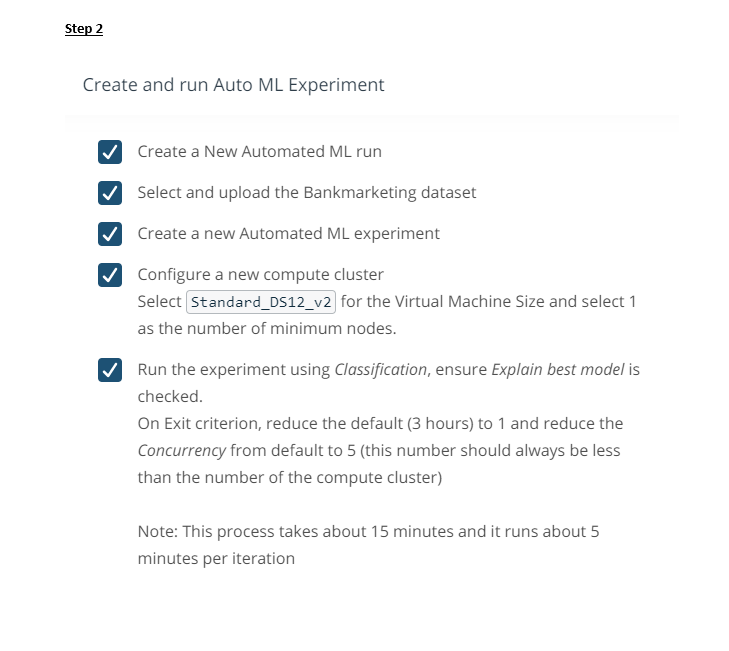 Step 2
Create and run Auto ML Experiment
Create a New Automated ML run
Select and upload the Bankmarketing dataset
Create a new Automated ML experiment
Configure a new compute cluster
Select Standard_DS12_v2 for the Virtual Machine Size and select 1
as the number of minimum nodes.
Run the experiment using Classification, ensure Explain best model is
checked.
On Exit criterion, reduce the default (3 hours) to 1 and reduce the
Concurrency from default to 5 (this number should always be less
than the number of the compute cluster)
Note: This process takes about 15 minutes and it runs about 5
minutes per iteration